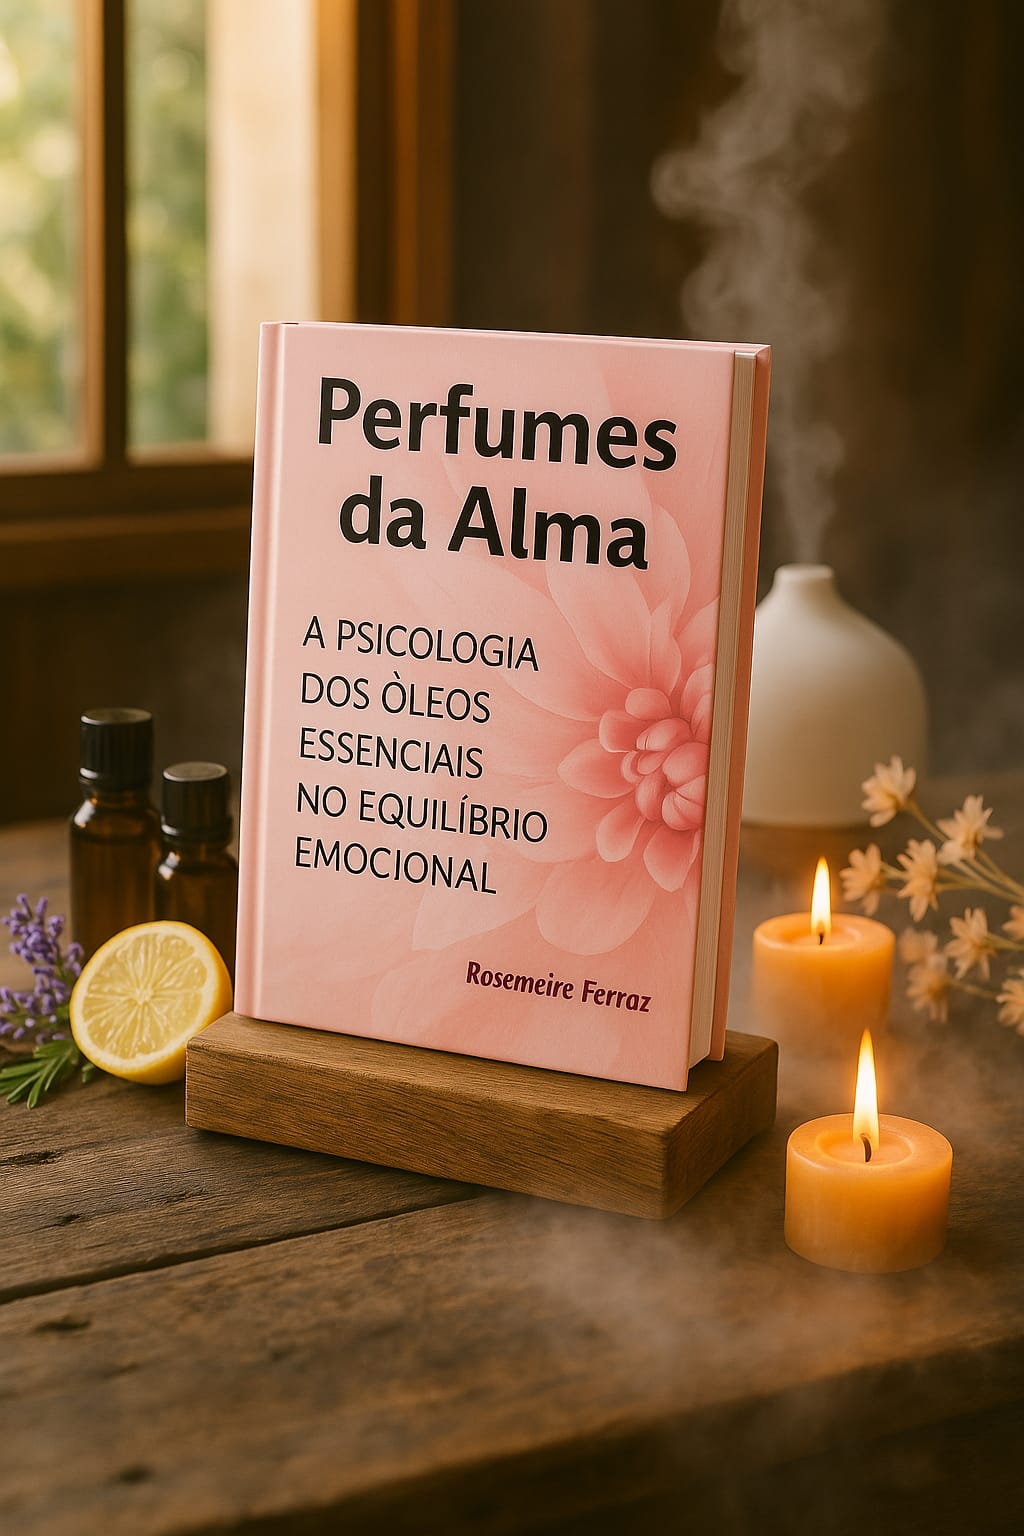 Perfumes
da Alma
A PSICOLOGIA
DOS ÒLEOS
ESSENCIAIS
NO EQUILÍBRIO
EMOCIONAL
Rosemeire Ferraz